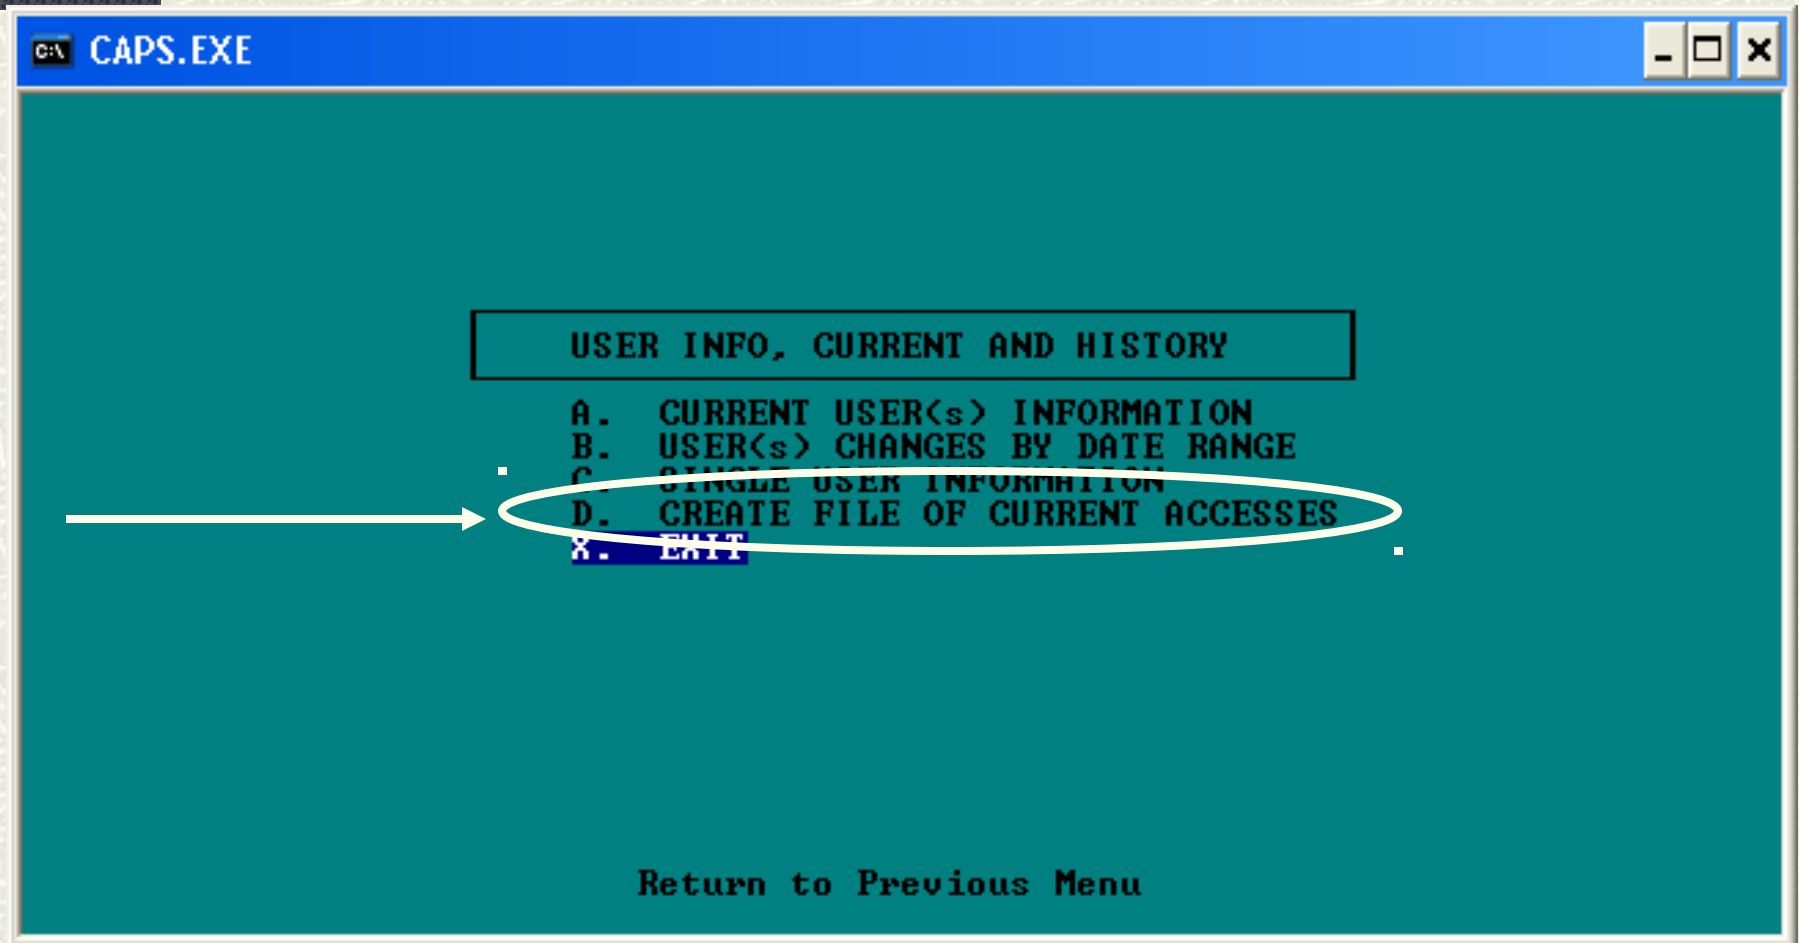 C:\ CAPS.EXE
USER INFO, CURRENT AND HISTORY
A. CURRENT USER(s) INFORMATION
B. USER(s) CHANGES BY DATE RANGE
C. SINGLE USER INFORMATION
D. CREATE FILE OF CURRENT ACCESSES
X. EXIT
Return to Previous Menu